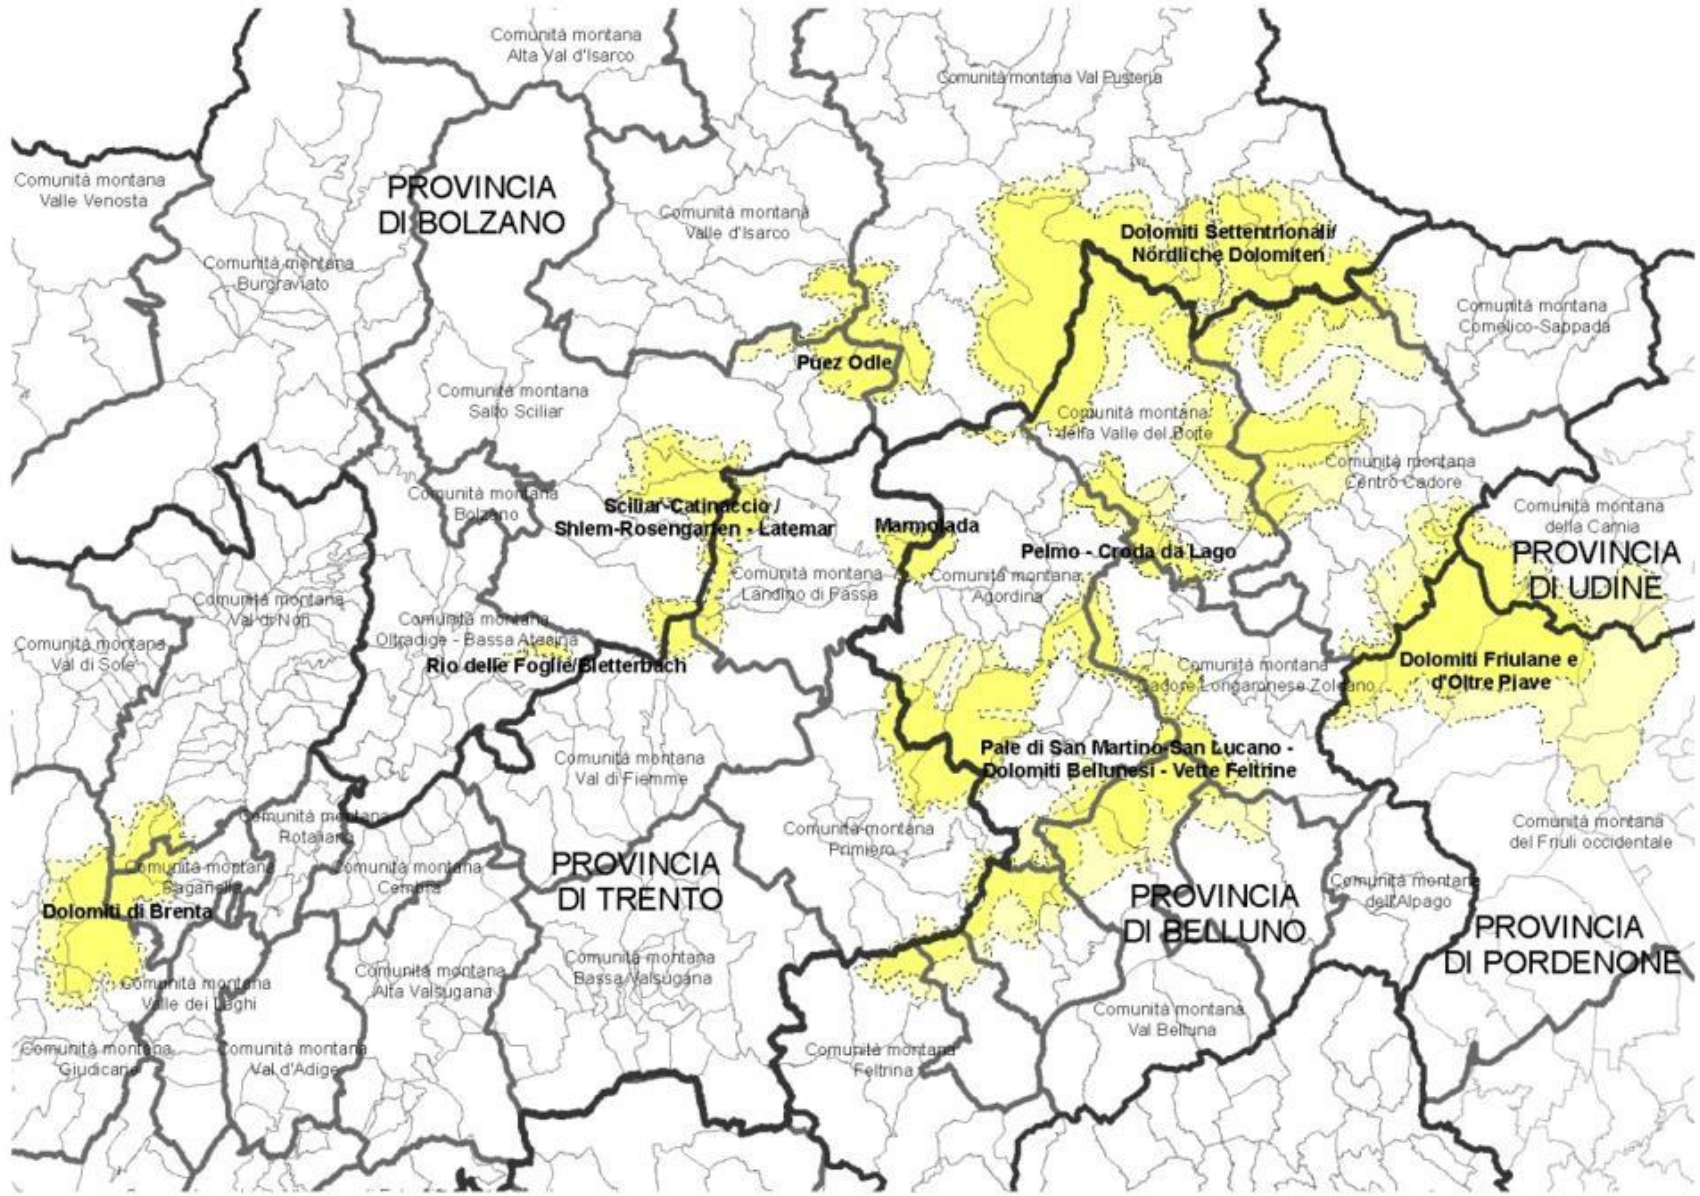 Comunità montana
Alta Val d'Isarco
Comunità montana Val Pusteria
Comunità montana
Valle Venosta
PROVINCIA
DI BOLZANO
Comunità montana
Valle d'Isarco
Dolomiti Settentrionali/
Nördliche Dolomiten
Comunità montana
Burgraviato
Comunità montana
Comelico-Sappada
Puez Odle
Comunità montana
Salto Sciliar
Comunità montana
della Valle del Boite
Comunità montana
Centro Cadore
Comunità montana
Bolzano
Sciliar-Catinaccio /
Shlern-Rosengarten - Latemar
Marmolada
Comunità montana
della Carnia
Pelmo - Croda da Lago
PROVINCIA
DI UDINE
Comunità montana
Landino di Fassa
Comunità montana
Agordina
Comunità montana
Val di Non
Comunità montana
Oltradige - Bassa Atesina
Comunità montana
Val di Sole
Rio delle Foglie/Bletterbach
Comunità montana
Cadore Longaronese Zoldano
Dolomiti Friulane e
d'Oltre Piave
Comunità montana
Val di Fiemme
Pale di San Martino-San Lucano -
Dolomiti Bellunesi - Vette Feltrine
Comunità montana
Rotaliana
Comunità montana
Primiero
Comunità montana
del Friuli occidentale
Comunità montana
Paganella
Comunità montana
Cembra
PROVINCIA
DI TRENTO
Comunità montana
dell'Alpago
PROVINCIA
DI BELLUNO
Dolomiti di Brenta
PROVINCIA
DI PORDENONE
Comunità montana
Valle dei Laghi
Comunità montana
Alta Valsugana
Comunità montana
Bassa Valsugana
Comunità montana
Val Belluna
Comunità montana
Giudicarie
Comunità montana
Val d'Adige
Comunità montana
Feltrina